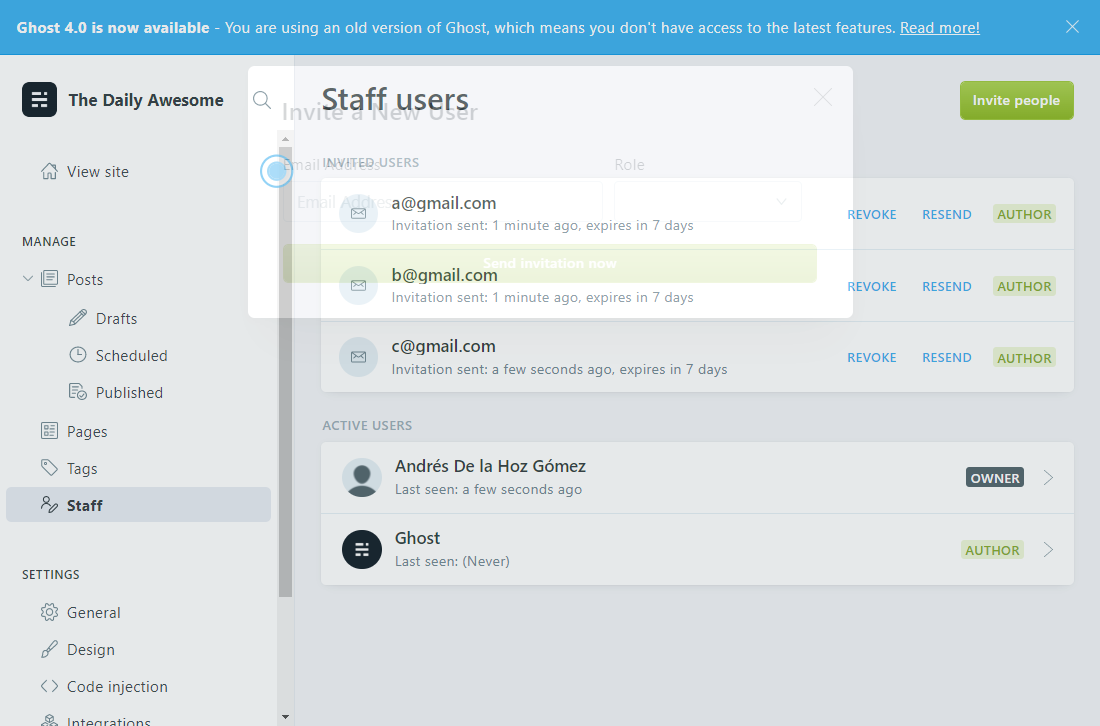 Ghost 4.0 is now available - You are using an old version of Ghost, which means you don't have access to the latest features. Read more!
The Daily Awesome
Staff users
Invite a New User
Invite people
View site
Email Address
INVITED USERS
Role
Email Address
a@gmail.com
Invitation sent: 1 minute ago, expires in 7 days
REVOKE RESEND AUTHOR
Send invitation now
b@gmail.com
Invitation sent: 1 minute ago, expires in 7 days
REVOKE RESEND AUTHOR
c@gmail.com
Invitation sent: a few seconds ago, expires in 7 days
REVOKE RESEND AUTHOR
MANAGE
Posts
Drafts
Scheduled
Published
Pages
Tags
Staff
ACTIVE USERS
Andrés De la Hoz Gómez
Last seen: a few seconds ago
OWNER
Ghost
Last seen: (Never)
AUTHOR
SETTINGS
General
Design
Code injection
Integrations